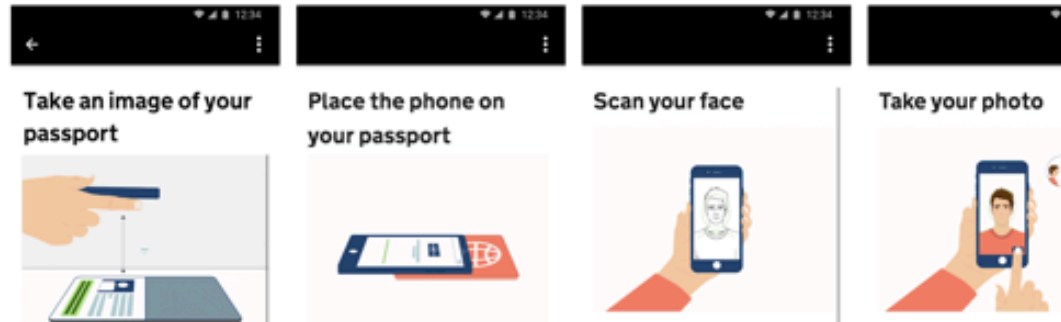 12:34
12:34
12:34
Take an image of your
passport
Place the phone on
your passport
Scan your face
Take your photo